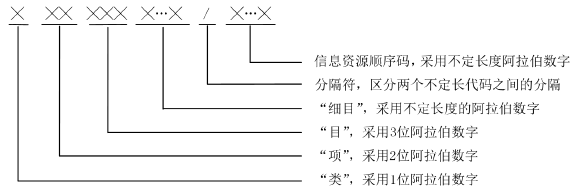 × ×× ××× ×…× / ×…×
信息资源顺序码，采用不定长度阿拉伯数字
分隔符，区分两个不定长代码之间的分隔
“细目”，采用不定长度的阿拉伯数字
“目”，采用3位阿拉伯数字
“项”，采用2位阿拉伯数字
“类”，采用1位阿拉伯数字